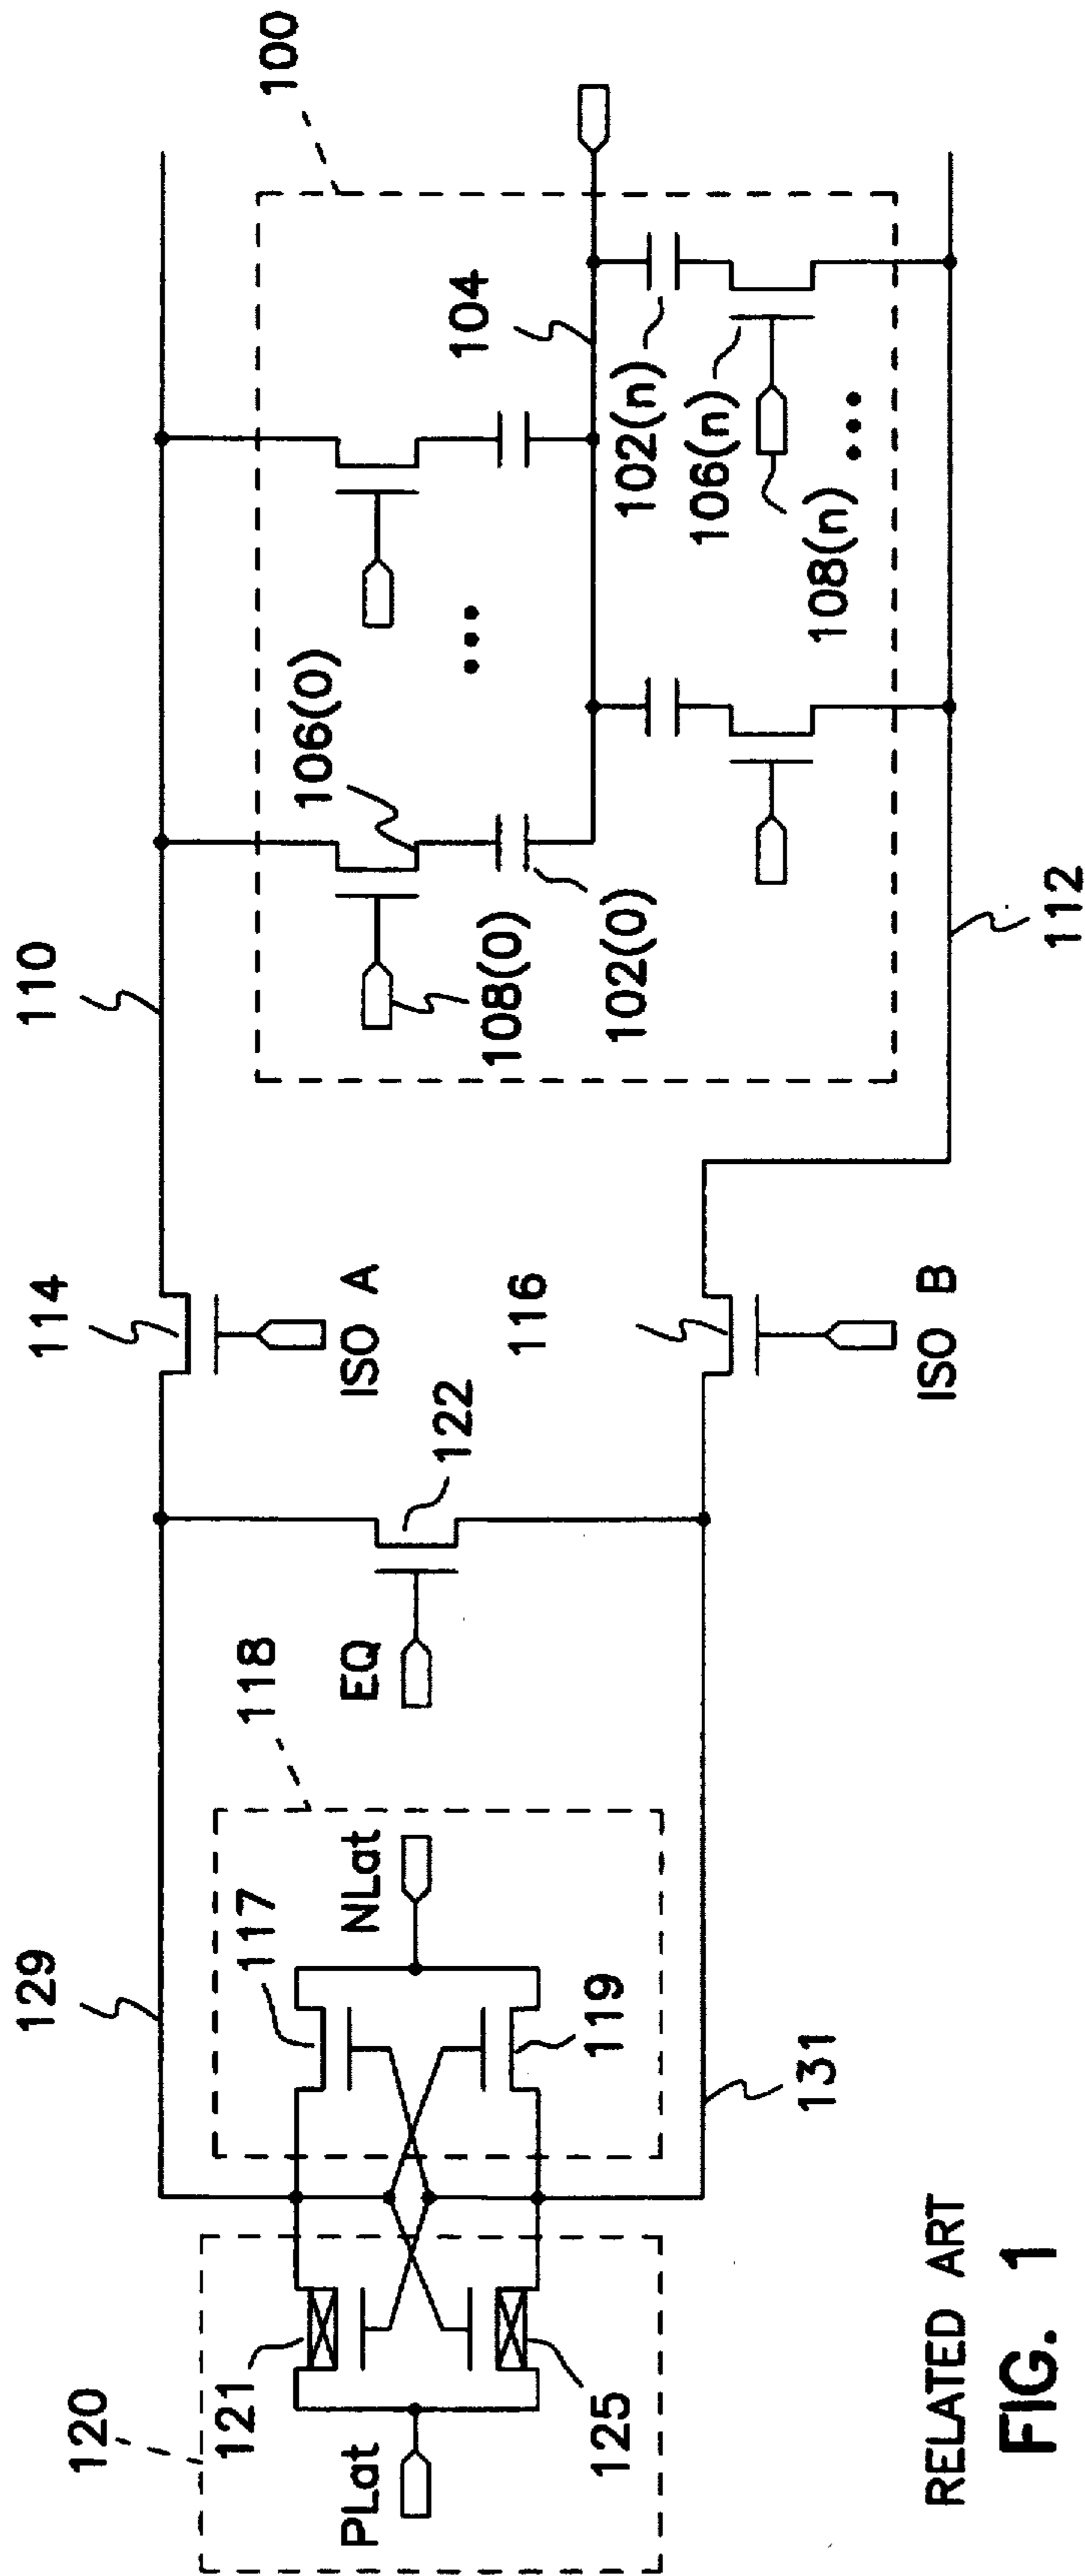 100
110
104
114
106(0)
129
118
122
ISO A
108(0)
102(0)
102(n)
106(n)
108(n)
120
121
117
NLat
EQ
116
PLat
125
119
131
ISO B
112
RELATED ART
FIG. 1